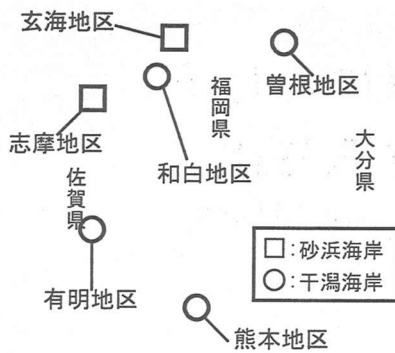 玄海地区
曽根地区
福岡県
志摩地区
和白地区
大分県
佐賀県
有明地区
□:砂浜海岸
○:干潟海岸
熊本地区